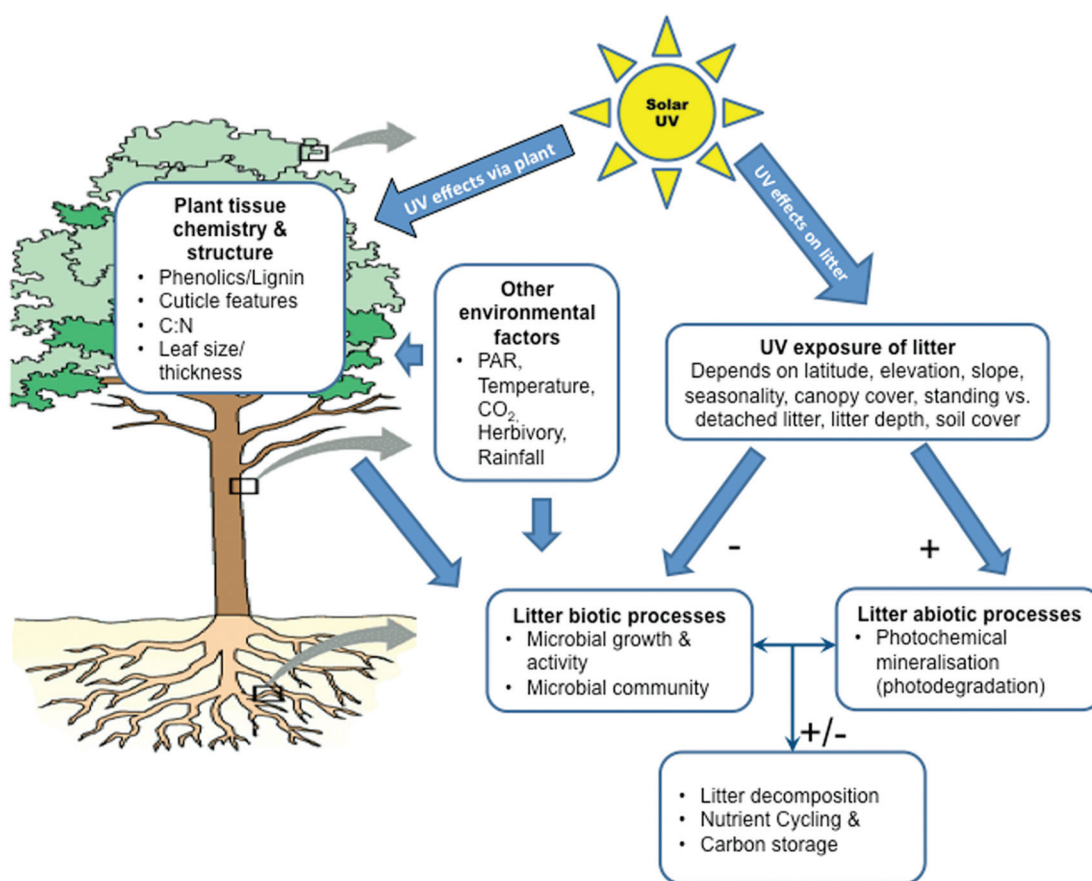 Solar
UV
UV effects via plant
UV effects on litter
Plant tissue
chemistry &
structure
• Phenolics/Lignin
• Cuticle features
• C:N
• Leaf size/
thickness
Other
environmental
factors
• PAR,
Temperature,
CO2,
Herbivory,
Rainfall
UV exposure of litter
Depends on latitude, elevation, slope,
seasonality, canopy cover, standing vs.
detached litter, litter depth, soil cover
-
+
Litter biotic processes
• Microbial growth &
activity
• Microbial community
Litter abiotic processes
• Photochemical
mineralisation
(photodegradation)
+/-
• Litter decomposition
• Nutrient Cycling &
• Carbon storage